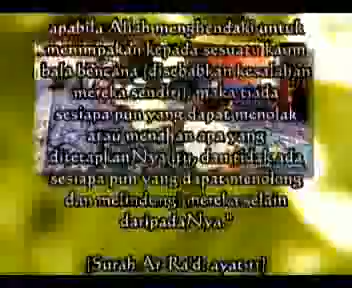 apabila Allah menghendaki untuk
menimpakan kepada sesuatu kaum
bala bencana (disebabkan kesalahan
mereka sendiri), maka tiada
sesiapa pun yang dapat menolak
atau menahan apa yang
ditetapkanNya itu, dan tidak ada
sesiapa pun yang dapat menolong
dan melindungi mereka selain
daripadaNya."
[Surah Ar-Ra'd: ayat 11]